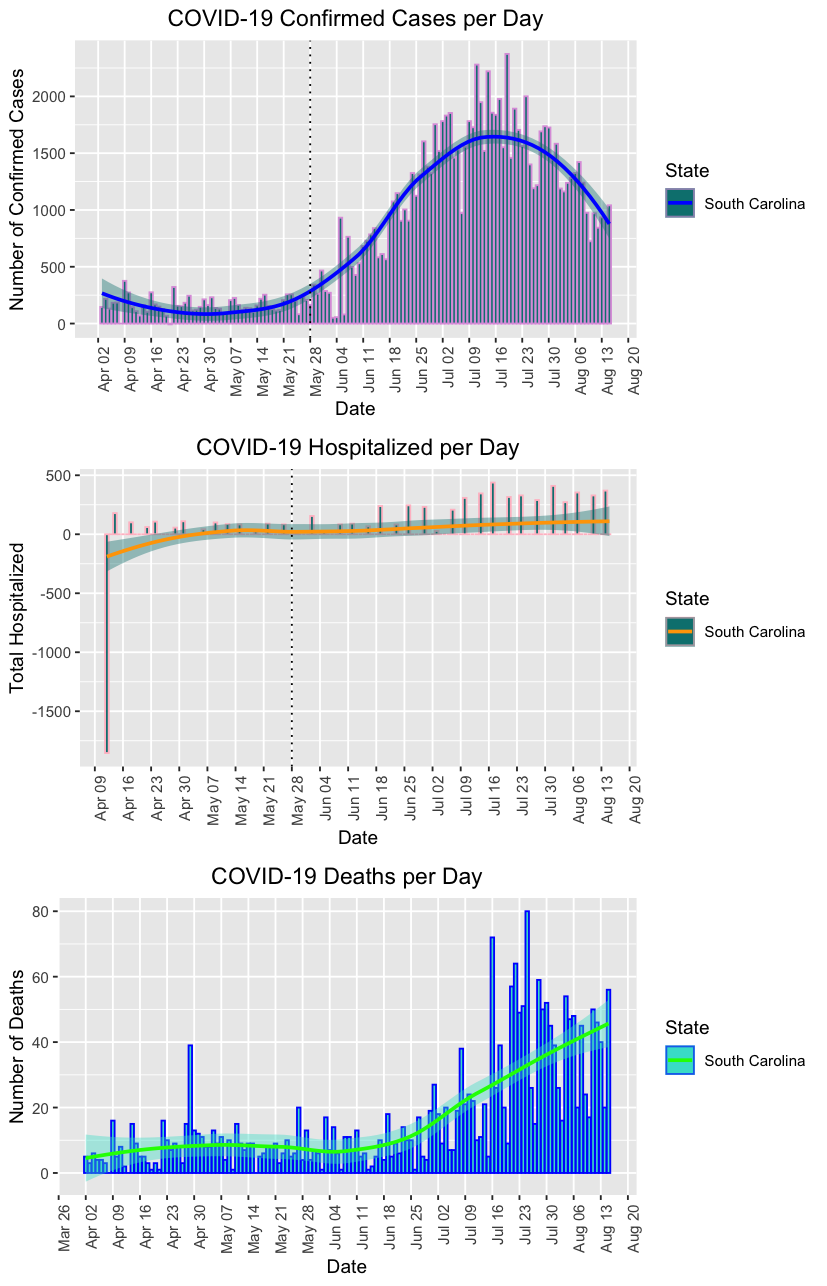 COVID-19 Confirmed Cases per Day
Number of Confirmed Cases
2000
1500
1000
500
0
Apr 02
Apr 09
Apr 16
Apr 23
Apr 30
May 07
May 14
May 21
May 28
Jun 04
Jun 11
Jun 18
Jun 25
Jul 02
Jul 09
Jul 16
Jul 23
Jul 30
Aug 06
Aug 13
Aug 20
Date
State
South Carolina
COVID-19 Hospitalized per Day
Total Hospitalized
500
0
-500
-1000
-1500
Apr 09
Apr 16
Apr 23
Apr 30
May 07
May 14
May 21
May 28
Jun 04
Jun 11
Jun 18
Jun 25
Jul 02
Jul 09
Jul 16
Jul 23
Jul 30
Aug 06
Aug 13
Aug 20
Date
State
South Carolina
COVID-19 Deaths per Day
Number of Deaths
80
60
40
20
0
Mar 26
Apr 02
Apr 09
Apr 16
Apr 23
Apr 30
May 07
May 14
May 21
May 28
Jun 04
Jun 11
Jun 18
Jun 25
Jul 02
Jul 09
Jul 16
Jul 23
Jul 30
Aug 06
Aug 13
Aug 20
Date
State
South Carolina